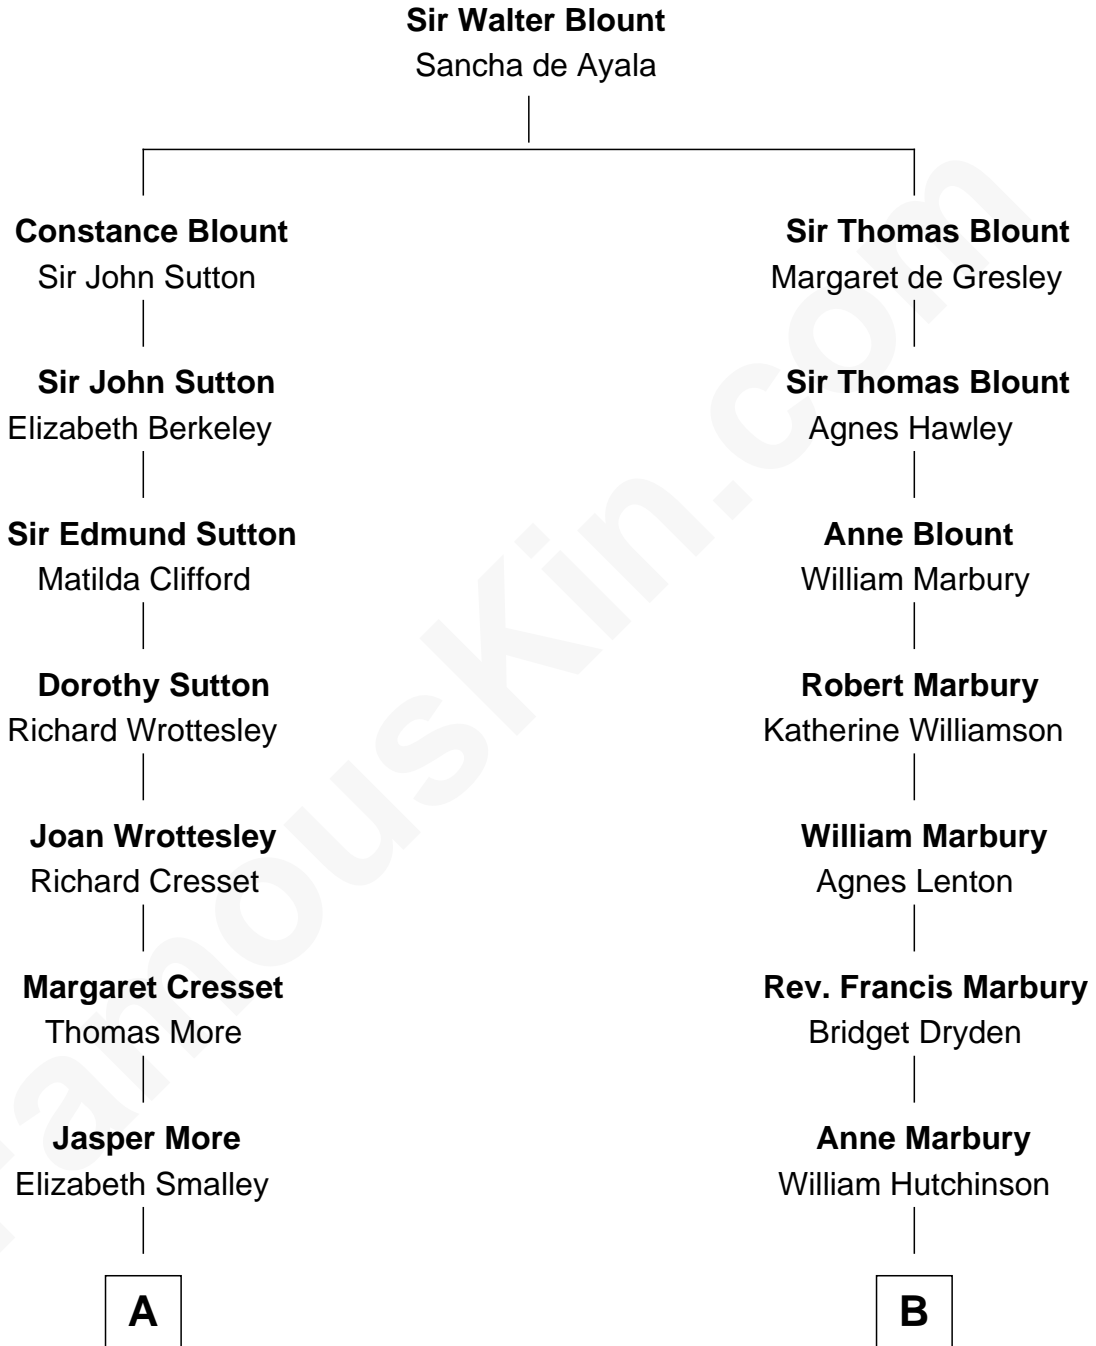 Sir Walter Blount
Sancha de Ayala
Constance Blount
Sir John Sutton
Sir Thomas Blount
Margaret de Gresley
Sir John Sutton
Elizabeth Berkeley
Sir Thomas Blount
Agnes Hawley
Sir Edmund Sutton
Matilda Clifford
Anne Blount
William Marbury
Dorothy Sutton
Richard Wrottesley
Robert Marbury
Katherine Williamson
Joan Wrottesley
Richard Cresset
William Marbury
Agnes Lenton
Margaret Cresset
Thomas More
Rev. Francis Marbury
Bridget Dryden
Jasper More
Elizabeth Smalley
Anne Marbury
William Hutchinson
A
B
FamousKin.com